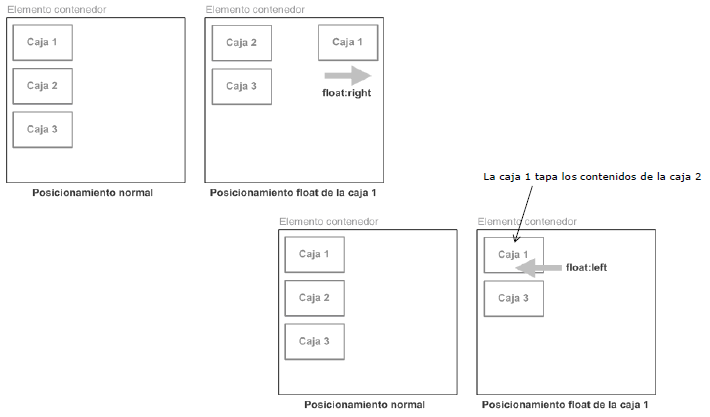 Elemento contenedor
Caja 1
Caja 2
Caja 3
Posicionamiento normal
Elemento contenedor
Caja 2
Caja 1
Caja 3
float:right
Posicionamiento float de la caja 1
La caja 1 tapa los contenidos de la caja 2
Elemento contenedor
Caja 1
Caja 2
Caja 3
Posicionamiento normal
Elemento contenedor
Caja 1
float:left
Caja 3
Posicionamiento float de la caja 1